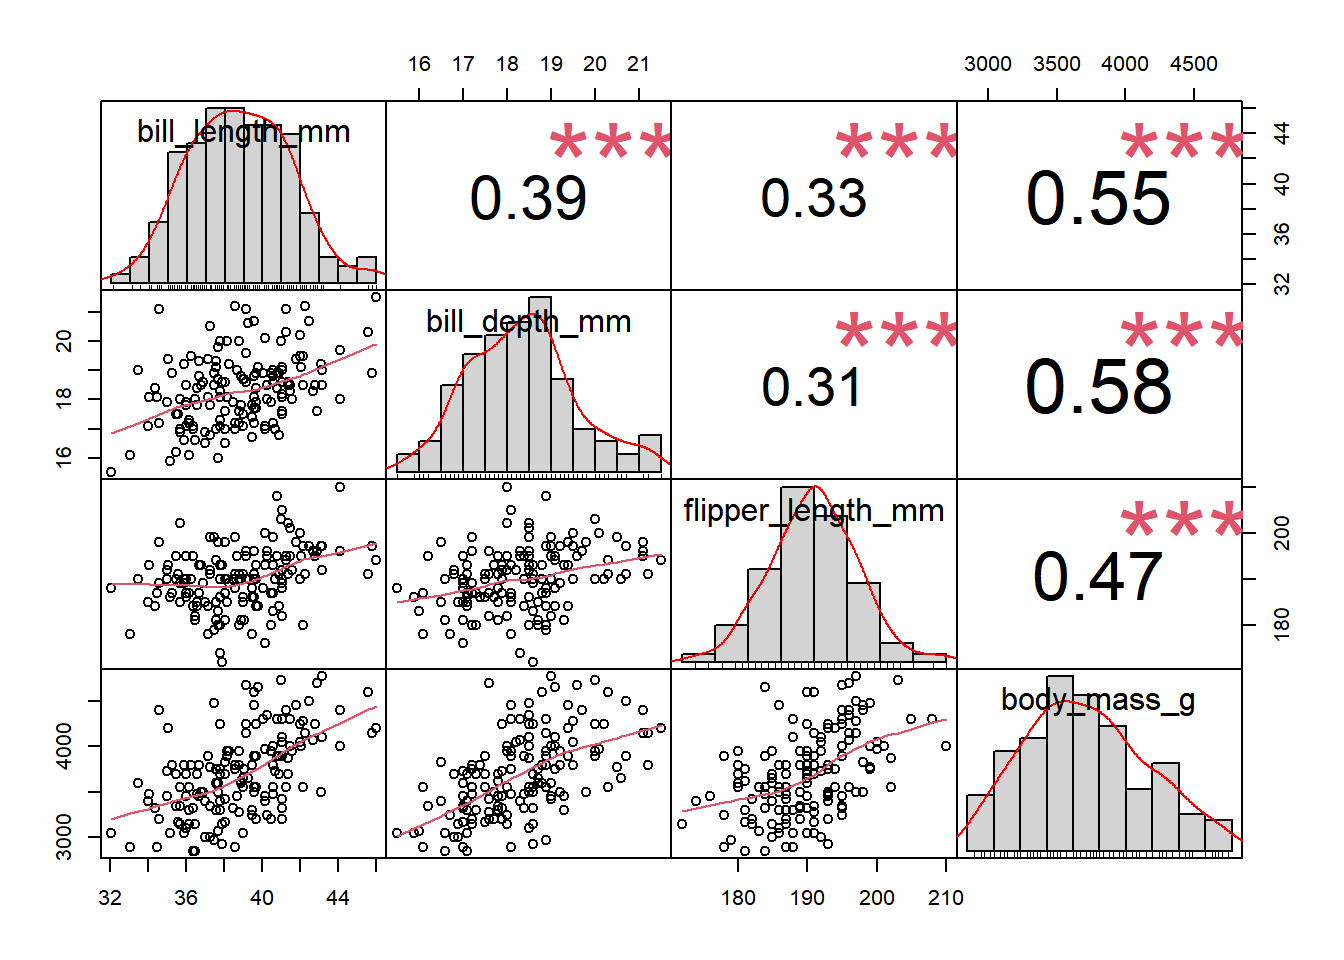 16 17 18 19 20 21
3000 3500 4000 4500
bill_length_mm
***
0.39
***
0.33
***
0.55
32 36 40 44
bill_depth_mm
***
0.31
***
0.58
16 18 20
flipper_length_mm
***
0.47
180 200
body_mass_g
3000 4000
32 36 40 44
180 190 200 210